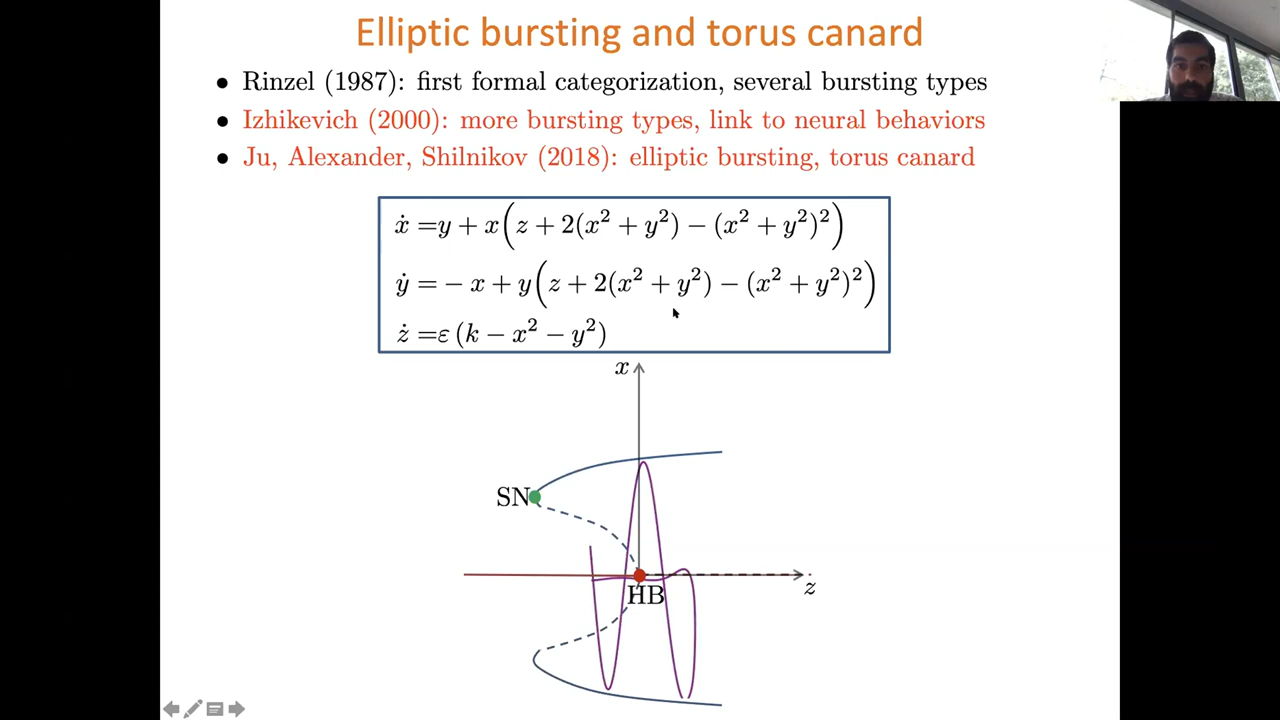 Elliptic bursting and torus canard
• Rinzel (1987): first formal categorization, several bursting types
• Izhikevich (2000): more bursting types, link to neural behaviors
• Ju, Alexander, Shilnikov (2018): elliptic bursting, torus canard
ẋ =y + x(z + 2(x² + y²) − (x² + y²)²)
ẏ = − x + y(z + 2(x² + y²) − (x² + y²)²)
ż =ε (k − x² − y²)
x
SN
HB
z